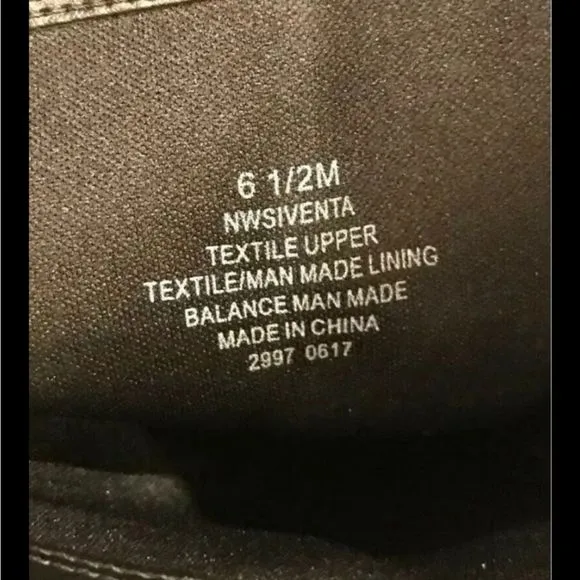 6 1/2M
NWSIVENTA
TEXTILE UPPER
TEXTILE/MAN MADE LINING
BALANCE MAN MADE
MADE IN CHINA
2997 0617